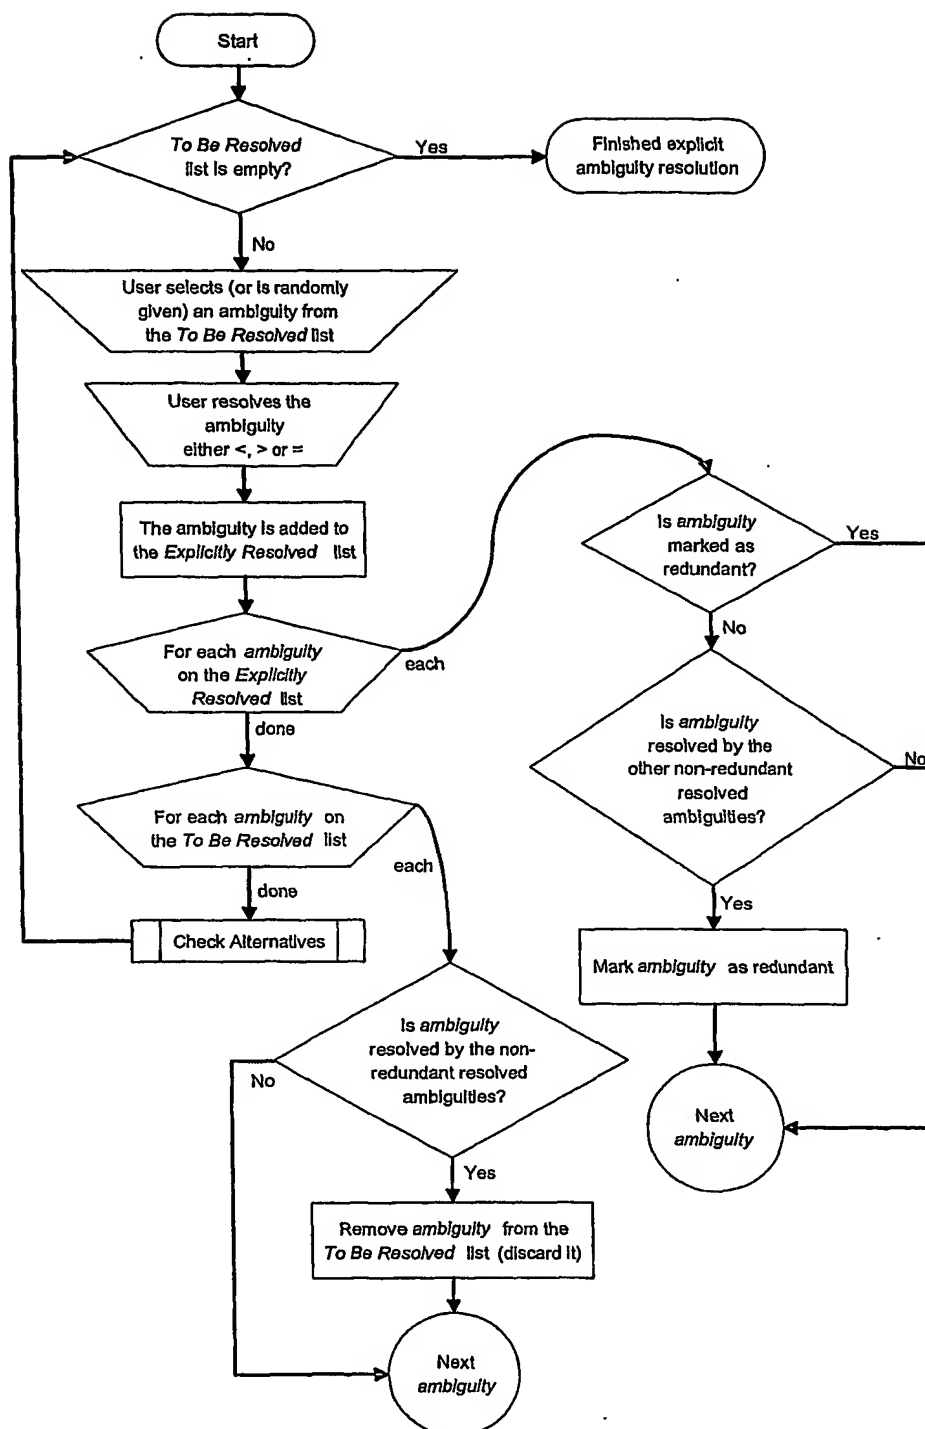 Start
To Be Resolved
list is empty?
Yes
Finished explicit
ambiguity resolution
No
User selects (or is randomly
given) an ambiguity from
the To Be Resolved list
User resolves the
ambiguity
either <, > or =
The ambiguity is added to
the Explicitly Resolved list
For each ambiguity
on the Explicitly
Resolved list
each
done
For each ambiguity on
the To Be Resolved list
each
done
Check Alternatives
Is ambiguity
resolved by the non-
redundant resolved
ambiguities?
No
Yes
Remove ambiguity from the
To Be Resolved list (discard it)
Next
ambiguity
Is ambiguity
marked as
redundant?
Yes
No
Is ambiguity
resolved by the
other non-redundant
resolved
ambiguities?
No
Yes
Mark ambiguity as redundant
Next
ambiguity